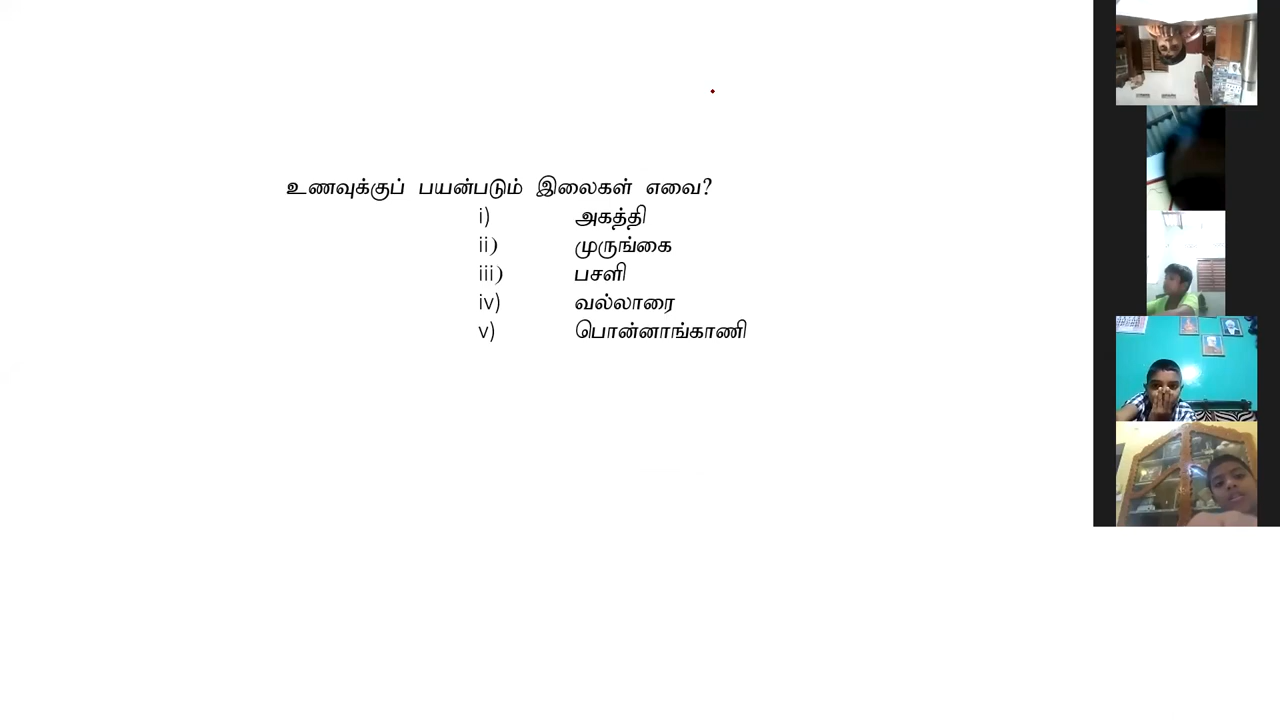 உணவுக்குப் பயன்படும் இலைகள் எவை?
i) அகத்தி
ii) முருங்கை
iii) பசளி
iv) வல்லாரை
v) பொன்னாங்காணி